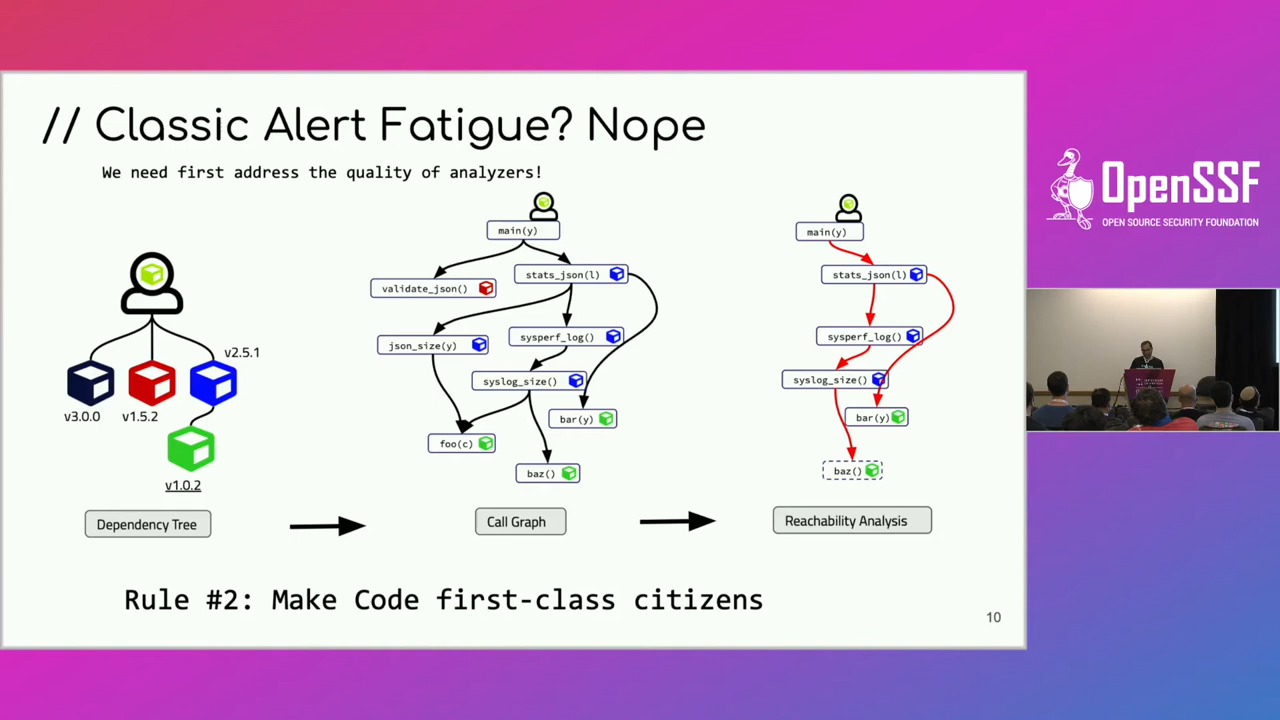 // Classic Alert Fatigue? Nope
We need first address the quality of analyzers!
v2.5.1
v3.0.0
v1.5.2
v1.0.2
Dependency Tree
main(y)
validate_json()
stats_json(l)
json_size(y)
sysperf_log()
syslog_size()
bar(y)
foo(c)
baz()
Call Graph
main(y)
stats_json(l)
sysperf_log()
syslog_size()
bar(y)
baz()
Reachability Analysis
Rule #2: Make Code first-class citizens
10
OpenSSF
OPEN SOURCE SECURITY FOUNDATION